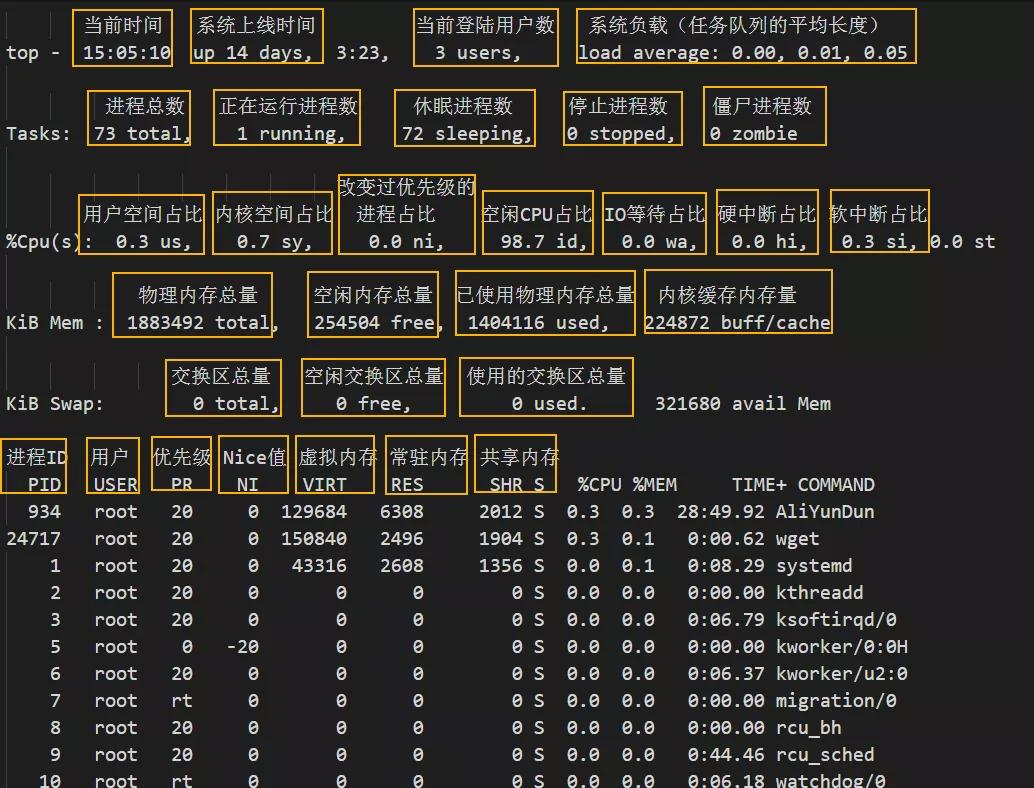 当前时间 系统上线时间 当前登陆用户数 系统负载（任务队列的平均长度）
top - 15:05:10 up 14 days, 3:23, 3 users, load average: 0.00, 0.01, 0.05
进程总数 正在运行进程数 休眠进程数 停止进程数 僵尸进程数
Tasks: 73 total, 1 running, 72 sleeping, 0 stopped, 0 zombie
改变过优先级的
用户空间占比 内核空间占比 进程占比 空闲CPU占比 IO等待占比 硬中断占比 软中断占比
%Cpu(s): 0.3 us, 0.7 sy, 0.0 ni, 98.7 id, 0.0 wa, 0.0 hi, 0.3 si, 0.0 st
物理内存总量 空闲内存总量 已使用物理内存总量 内核缓存内存量
KiB Mem : 1883492 total, 254504 free, 1404116 used, 224872 buff/cache
交换区总量 空闲交换区总量 使用的交换区总量
KiB Swap: 0 total, 0 free, 0 used. 321680 avail Mem
进程ID 用户 优先级 Nice值 虚拟内存 常驻内存 共享内存
PID USER PR NI VIRT RES SHR S %CPU %MEM TIME+ COMMAND
934 root 20 0 129684 6308 2012 S 0.3 0.3 28:49.92 AliYunDun
24717 root 20 0 150840 2496 1904 S 0.3 0.1 0:00.62 wget
1 root 20 0 43316 2608 1356 S 0.0 0.1 0:08.29 systemd
2 root 20 0 0 0 0 S 0.0 0.0 0:00.00 kthreadd
3 root 20 0 0 0 0 S 0.0 0.0 0:06.79 ksoftirqd/0
5 root 0 -20 0 0 0 S 0.0 0.0 0:00.00 kworker/0:0H
6 root 20 0 0 0 0 S 0.0 0.0 0:06.37 kworker/u2:0
7 root rt 0 0 0 0 S 0.0 0.0 0:00.00 migration/0
8 root 20 0 0 0 0 S 0.0 0.0 0:00.00 rcu_bh
9 root 20 0 0 0 0 S 0.0 0.0 0:44.46 rcu_sched
10 root rt 0 0 0 0 S 0.0 0.0 0:06.18 watchdog/0